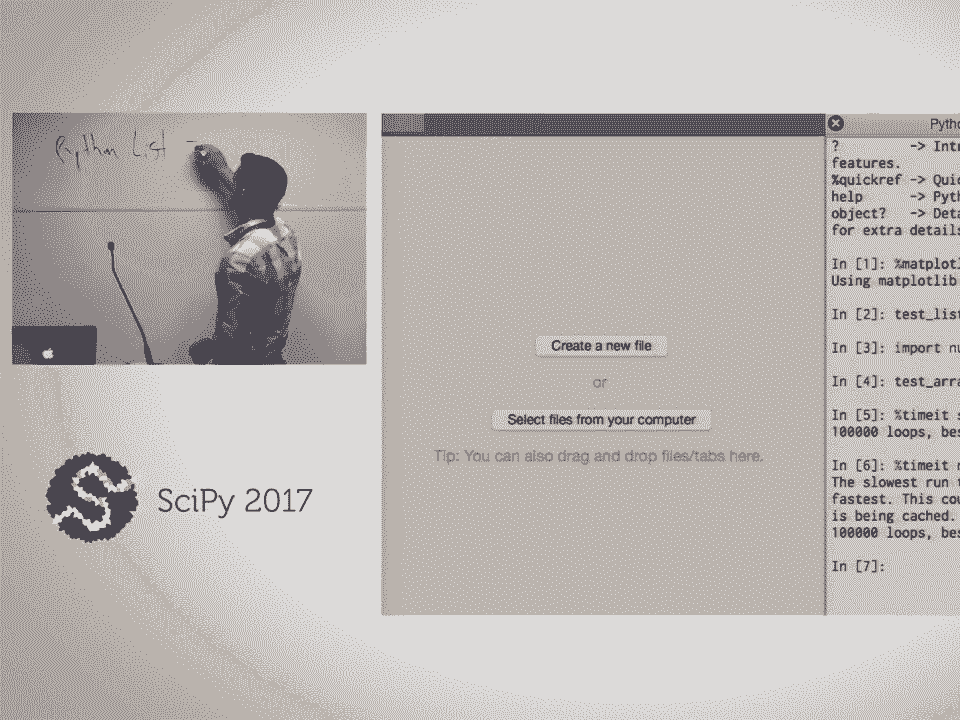 Python List -
SciPy 2017
Create a new file
or
Select files from your computer
Tip: You can also drag and drop files/tabs here.
? -> Intr
features.
%quickref -> Quic
help -> Pyth
object? -> Deta
for extra details
In [1]: %matplotl
Using matplotlib
In [2]: test_list
In [3]: import nu
In [4]: test_arra
In [5]: %timeit s
100000 loops, bes
In [6]: %timeit n
The slowest run t
fastest. This cou
is being cached.
100000 loops, bes
In [7]: